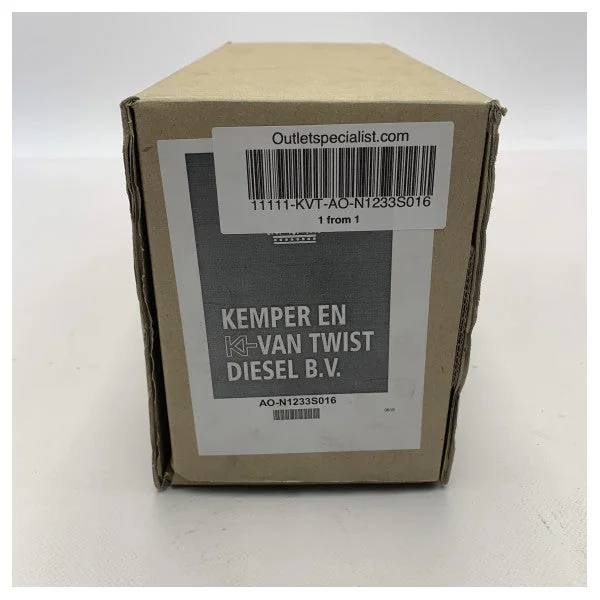 Outletspecialist.com
11111-KVT-AO-N1233S016
1 from 1
KEMPER EN
VAN TWIST
DIESEL B.V.
AO-N1233S016